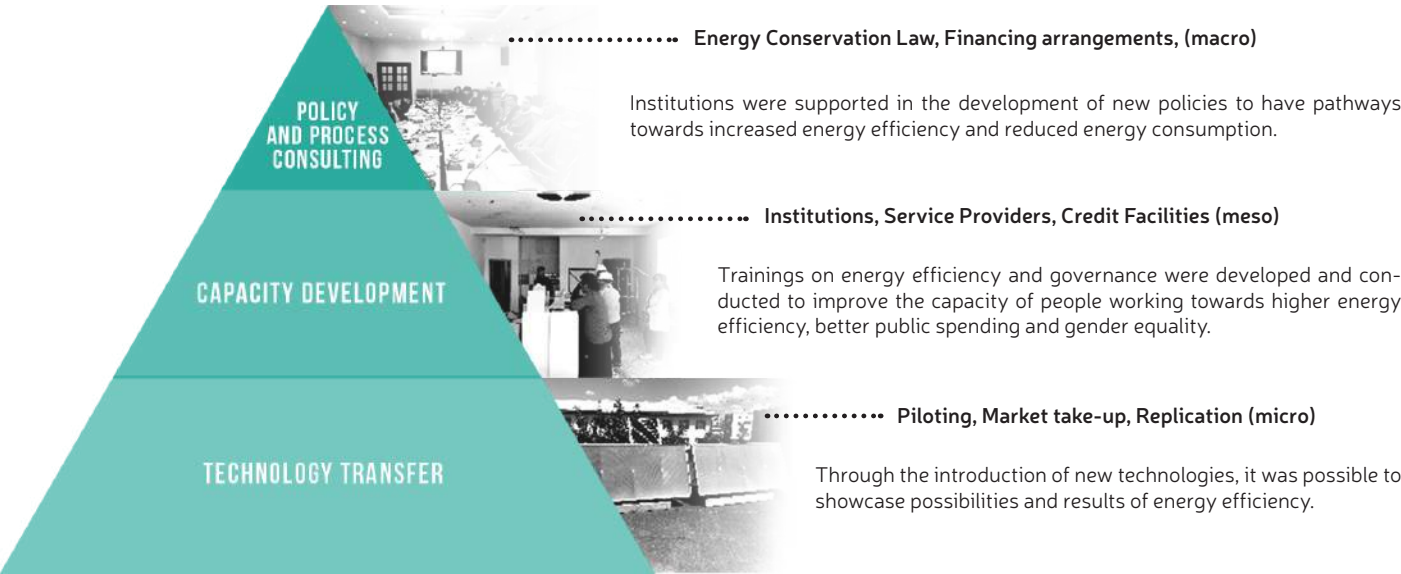 POLICY
AND PROCESS
CONSULTING
Energy Conservation Law, Financing arrangements, (macro)
Institutions were supported in the development of new policies to have pathways
towards increased energy efficiency and reduced energy consumption.
CAPACITY DEVELOPMENT
Institutions, Service Providers, Credit Facilities (meso)
Trainings on energy efficiency and governance were developed and con-
ducted to improve the capacity of people working towards higher energy
efficiency, better public spending and gender equality.
TECHNOLOGY TRANSFER
Piloting, Market take-up, Replication (micro)
Through the introduction of new technologies, it was possible to
showcase possibilities and results of energy efficiency.